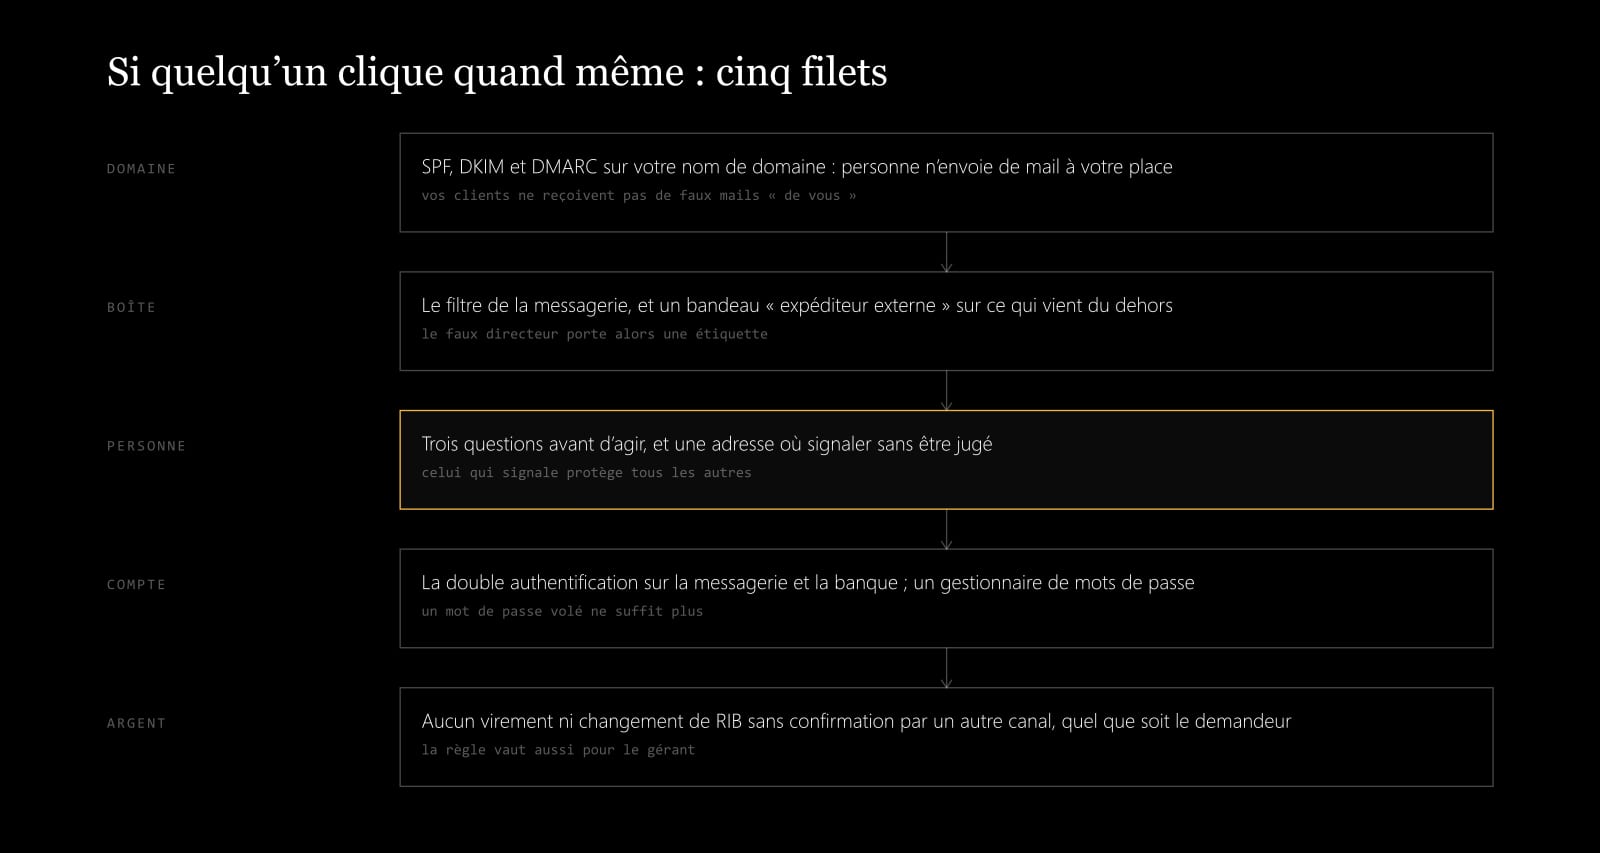 Si quelqu’un clique quand même : cinq filets
DOMAINE
SPF, DKIM et DMARC sur votre nom de domaine : personne n’envoie de mail à votre place
vos clients ne reçoivent pas de faux mails « de vous »
BOÎTE
Le filtre de la messagerie, et un bandeau « expéditeur externe » sur ce qui vient du dehors
le faux directeur porte alors une étiquette
PERSONNE
Trois questions avant d’agir, et une adresse où signaler sans être jugé
celui qui signale protège tous les autres
COMPTE
La double authentification sur la messagerie et la banque ; un gestionnaire de mots de passe
un mot de passe volé ne suffit plus
ARGENT
Aucun virement ni changement de RIB sans confirmation par un autre canal, quel que soit le demandeur
la règle vaut aussi pour le gérant